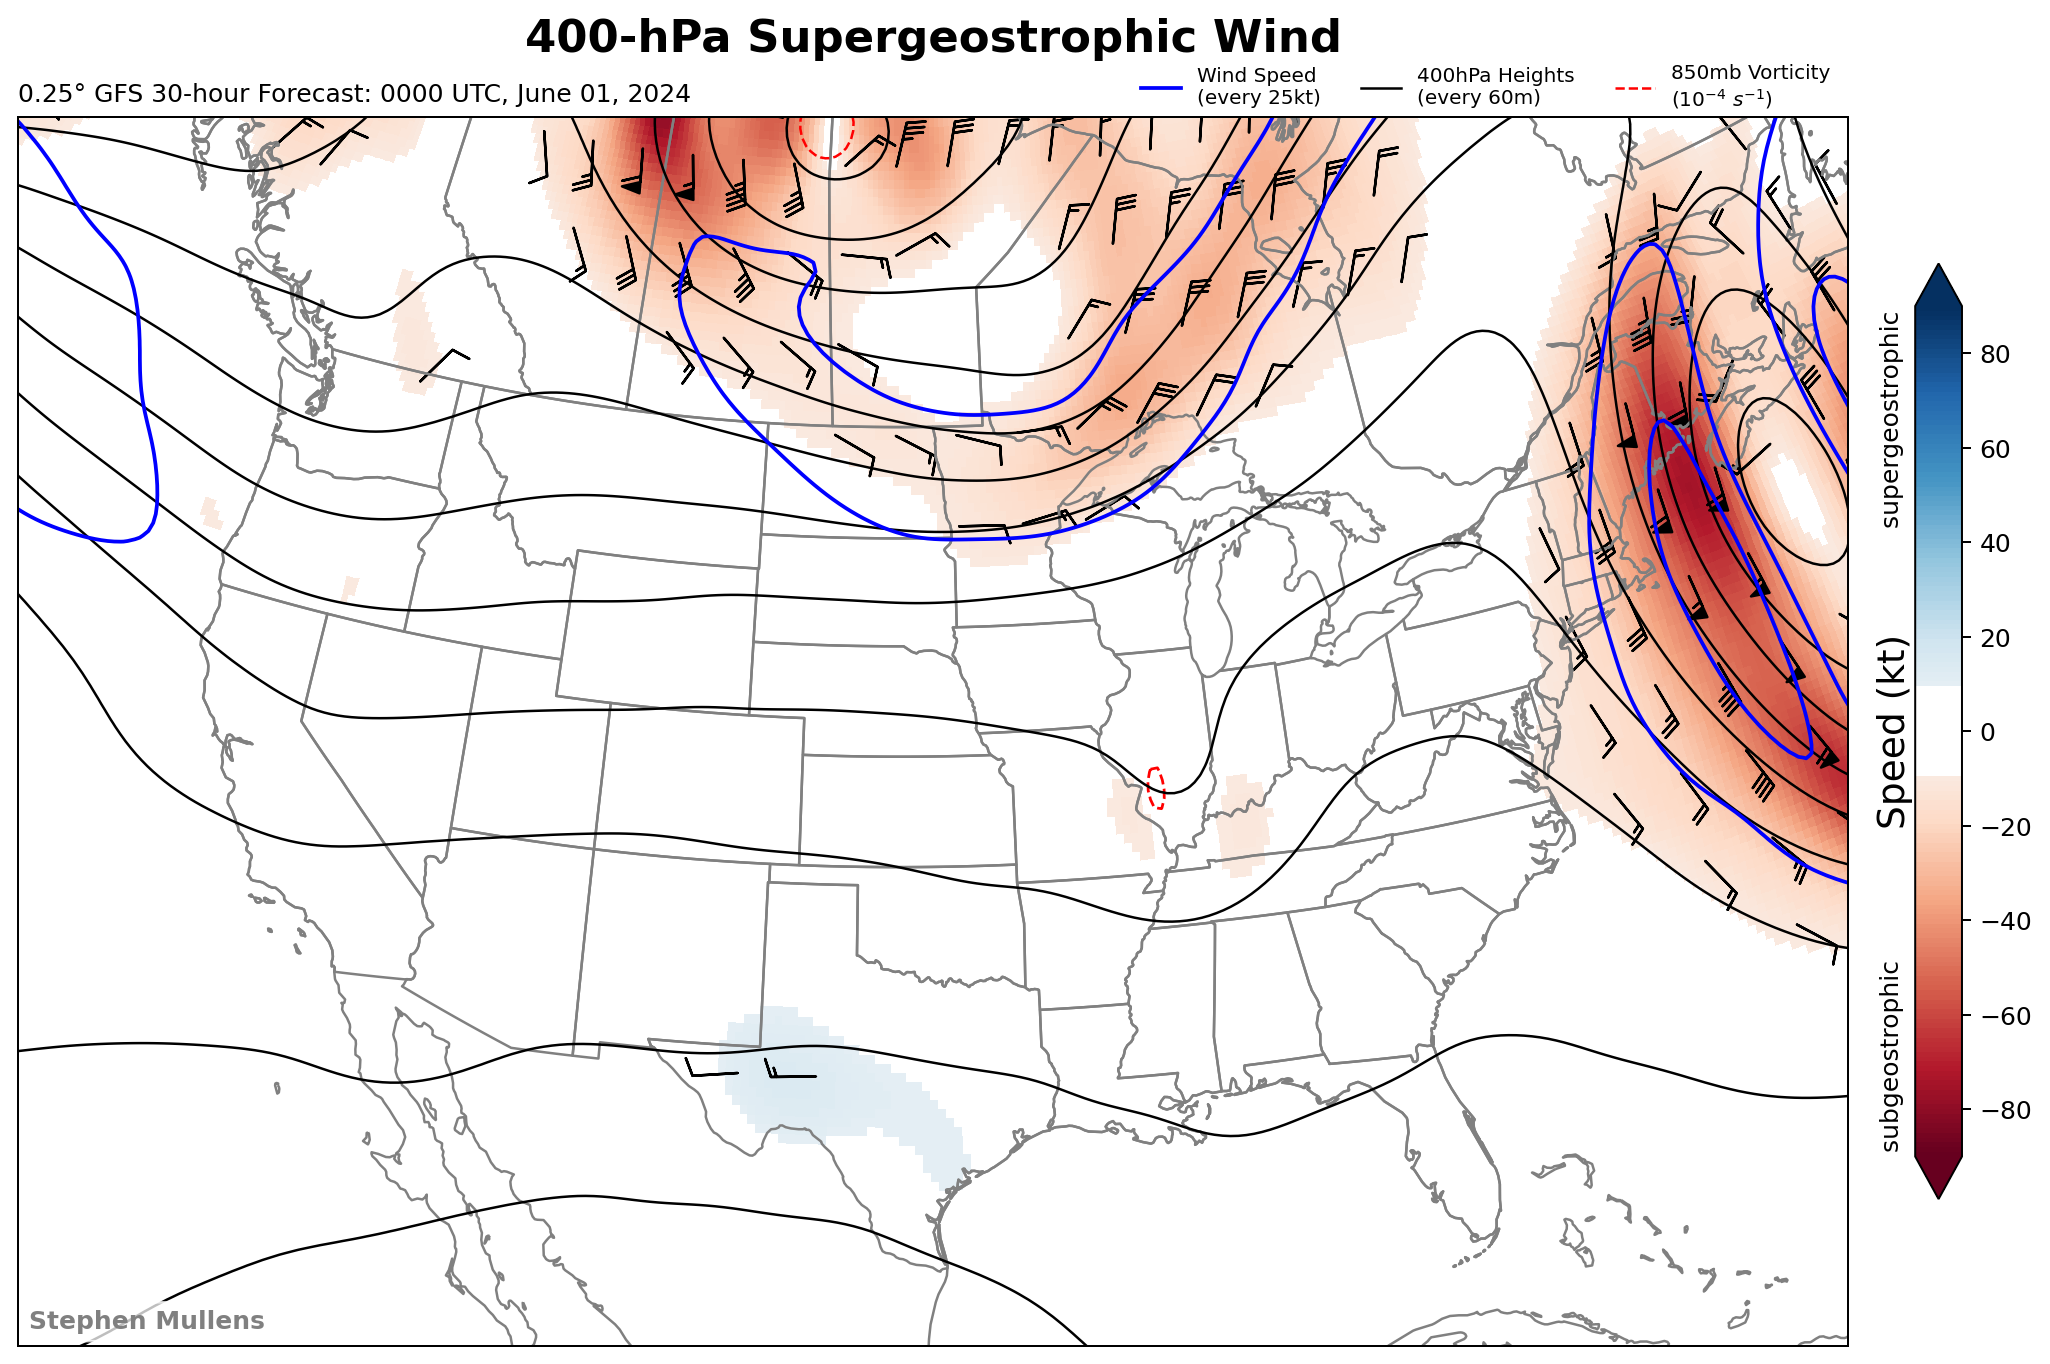 400-hPa Supergeostrophic Wind
0.25° GFS 30-hour Forecast: 0000 UTC, June 01, 2024
Wind Speed
(every 25kt)
400hPa Heights
(every 60m)
850mb Vorticity
(10⁻⁴ s⁻¹)
supergeostrophic
Speed (kt)
subgeostrophic
80
60
40
20
0
−20
−40
−60
−80
Stephen Mullens